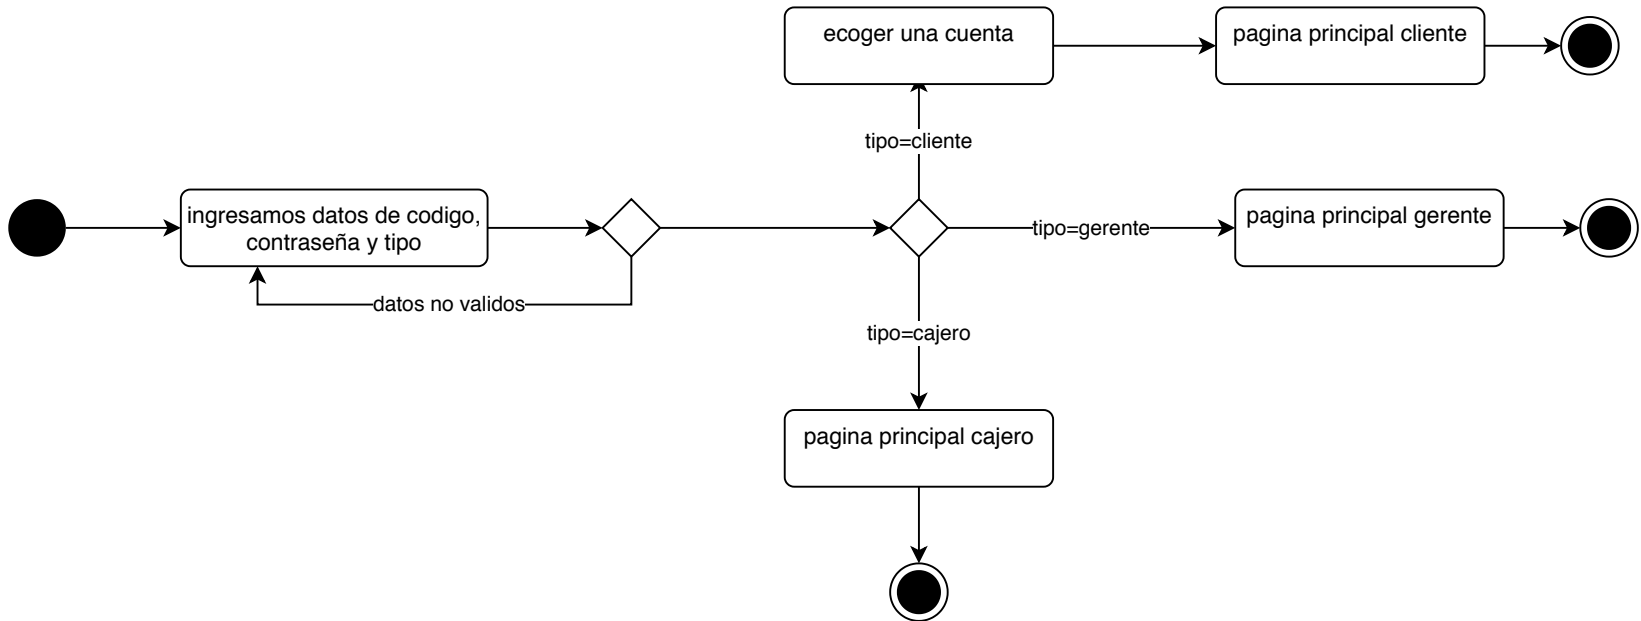 ecoger una cuenta
pagina principal cliente
tipo=cliente
ingresamos datos de codigo,
contraseña y tipo
tipo=gerente
pagina principal gerente
datos no validos
tipo=cajero
pagina principal cajero